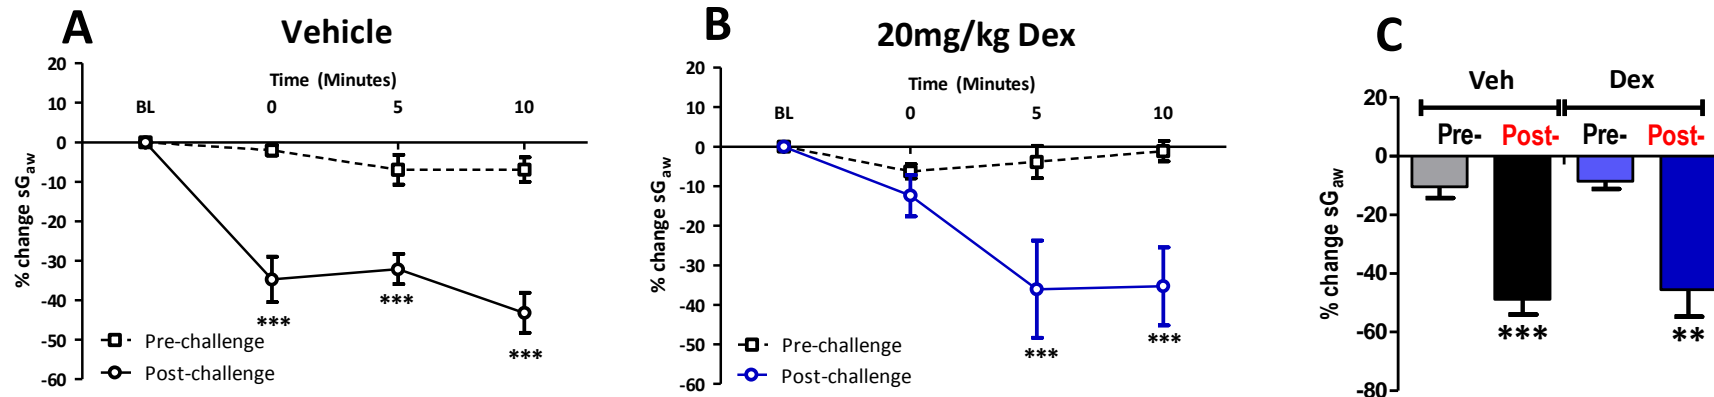 A
Vehicle
Time (Minutes)
BL 0 5 10
20
10
0
-10
-20
-30
-40
-50
-60
% change sGaw
***
***
***
Pre-challenge
Post-challenge
B
20mg/kg Dex
Time (Minutes)
BL 0 5 10
20
10
0
-10
-20
-30
-40
-50
-60
% change sGaw
***
***
Pre-challenge
Post-challenge
C
Veh Dex
Pre- Post- Pre- Post-
20
0
-20
-40
-60
-80
% change sGaw
***
**